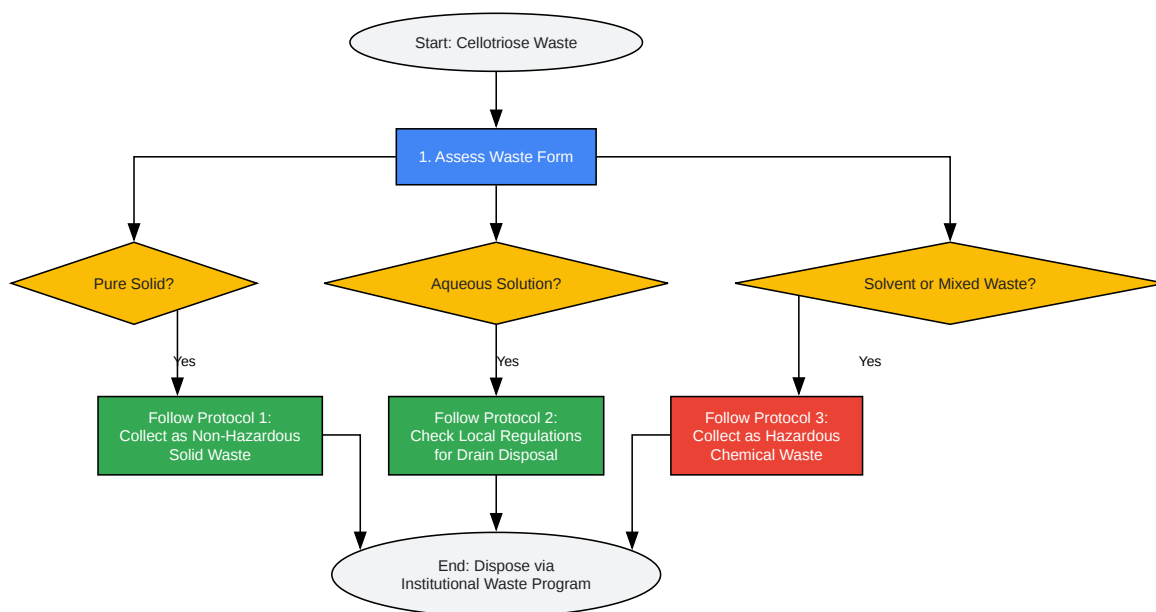 Start: Cellotriose Waste
1. Assess Waste Form
Pure Solid?
Aqueous Solution?
Solvent or Mixed Waste?
Yes
Yes
Yes
Follow Protocol 1:
Collect as Non-Hazardous
Solid Waste
Follow Protocol 2:
Check Local Regulations
for Drain Disposal
Follow Protocol 3:
Collect as Hazardous
Chemical Waste
End: Dispose via
Institutional Waste Program